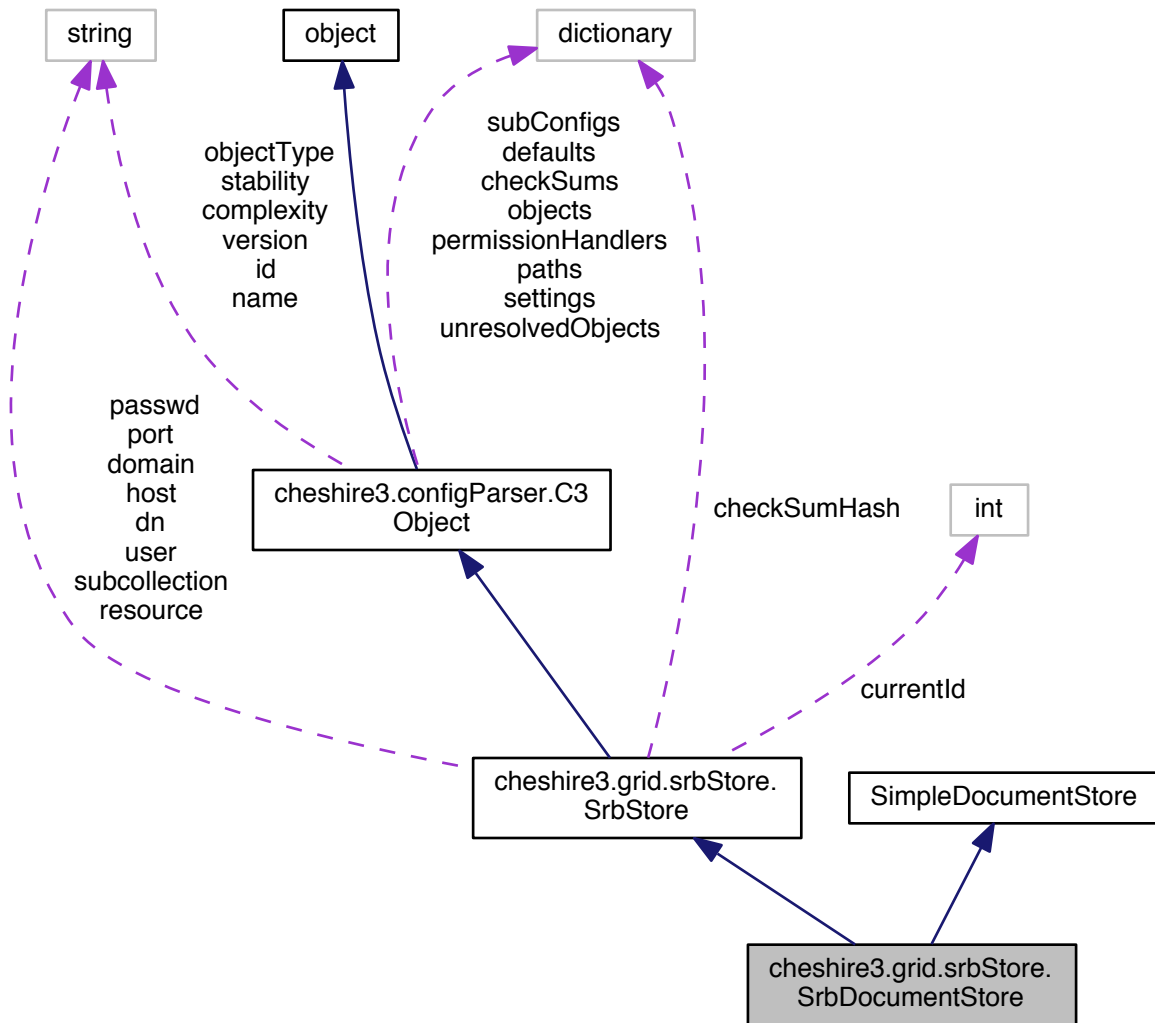 string
object
dictionary
objectType
stability
complexity
version
id
name
subConfigs
defaults
checkSums
objects
permissionHandlers
paths
settings
unresolvedObjects
passwd
port
domain
host
dn
user
subcollection
resource
cheshire3.configParser.C3
Object
checkSumHash
int
currentId
cheshire3.grid.srbStore.
SrbStore
SimpleDocumentStore
cheshire3.grid.srbStore.
SrbDocumentStore